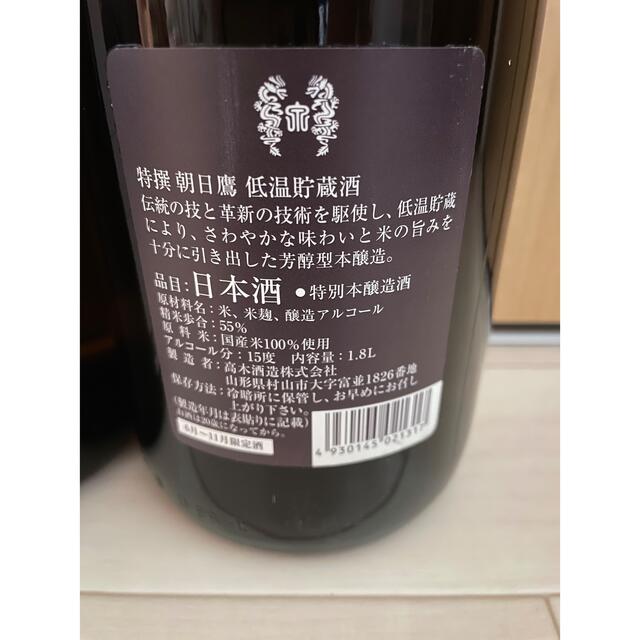 特撰 朝日鷹 低温貯蔵酒
伝統の技と革新の技術を駆使し、低温貯蔵
により、さわやかな味わいと米の旨みを
十分に引き出した芳醇型本醸造。
品目：日本酒 ●特別本醸造酒
原材料名：米、米麹、醸造アルコール
精米歩合：55%
原料米：国産米100%使用
アルコール分：15度 内容量：1.8L
製造者：高木酒造株式会社
山形県村山市大字富並1826番地
保存方法：冷暗所に保管し、お早めにお召し
上がり下さい。
（製造年月は表貼りに記載）
お酒は20歳になってから。
6月～11月限定酒
4 930145 021317